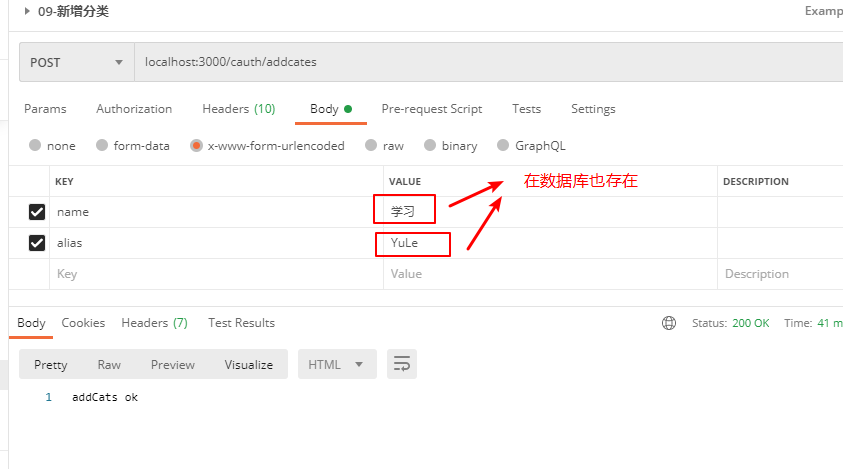 09-新增分类
Examp
POST
localhost:3000/cauth/addcates
Params Authorization Headers (10) Body Pre-request Script Tests Settings
none form-data x-www-form-urlencoded raw binary GraphQL
KEY VALUE DESCRIPTION
在数据库也存在
name 学习
alias YuLe
Key Value Description
Body Cookies Headers (7) Test Results Status: 200 OK Time: 41 m
Pretty Raw Preview Visualize HTML
1 addCats ok